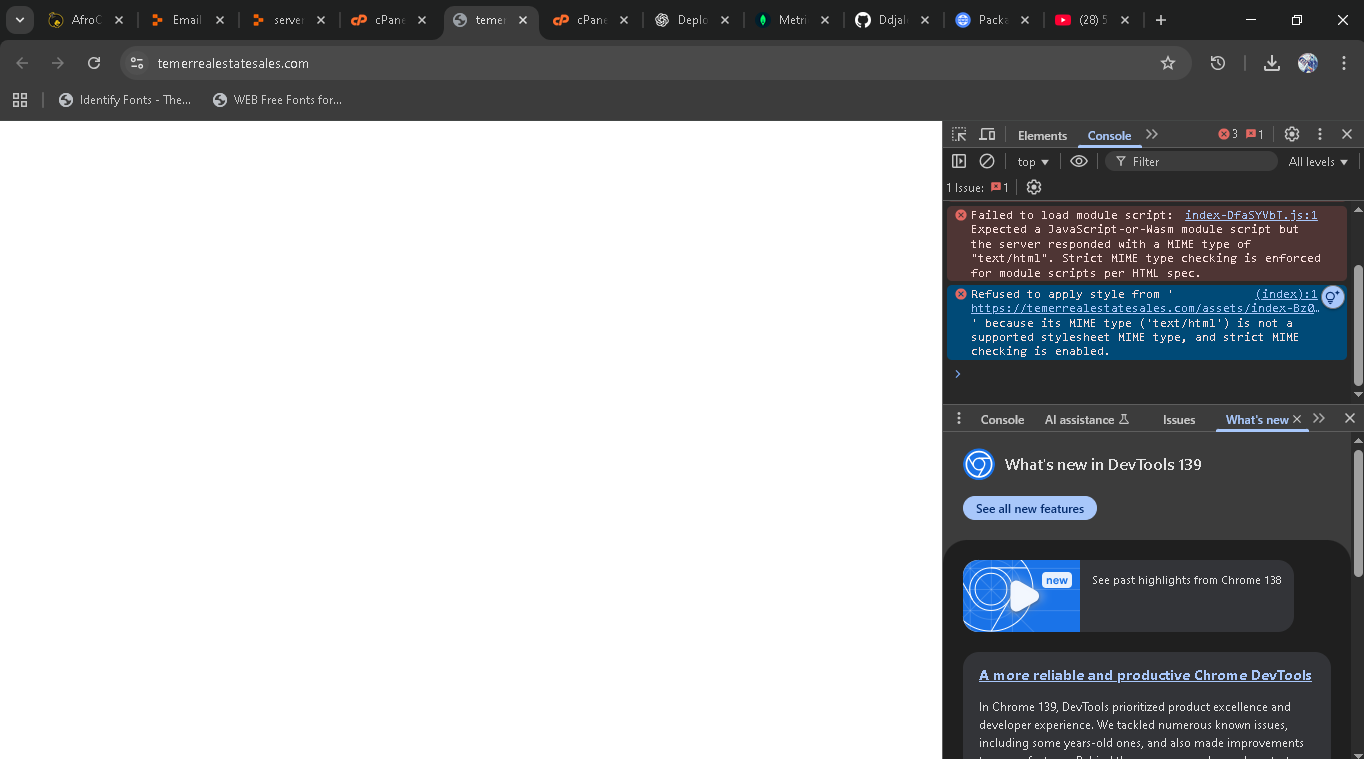 AfroC
Email
server
cPane
temer
cPane
Deplo
Metri
Ddjali
Packa
(28) 5
temerrealestatesales.com
Identify Fonts - The...
WEB Free Fonts for...
Elements
Console
3
1
top
Filter
All levels
1 Issue:
1
Failed to load module script: index-DfaSYVbT.js:1
Expected a JavaScript-or-Wasm module script but
the server responded with a MIME type of
"text/html". Strict MIME type checking is enforced
for module scripts per HTML spec.
Refused to apply style from ' (index):1
https://temerrealestatesales.com/assets/index-Bz0…
' because its MIME type ('text/html') is not a
supported stylesheet MIME type, and strict MIME
checking is enabled.
Console
AI assistance
Issues
What's new
What's new in DevTools 139
See all new features
new
See past highlights from Chrome 138
A more reliable and productive Chrome DevTools
In Chrome 139, DevTools prioritized product excellence and
developer experience. We tackled numerous known issues,
including some years-old ones, and also made improvements